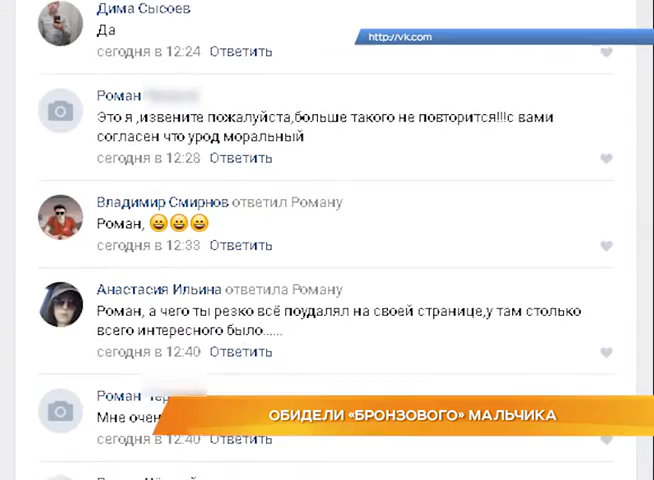 Дима Сысоев
Да
сегодня в 12:24 Ответить
http://vk.com
Роман
Это я ,извените пожалуйста,больше такого не повторится!!!с вами
согласен что урод моральный
сегодня в 12:28 Ответить
Владимир Смирнов ответил Роману
Роман, 😀😀😀
сегодня в 12:33 Ответить
Анастасия Ильина ответила Роману
Роман, а чего ты резко всё поудалял на своей странице,у там столько
всего интересного было......
сегодня в 12:40 Ответить
Роман
Мне
ОБИДЕЛИ «БРОНЗОВОГО» МАЛЬЧИКА
сегодня в 12:40 Ответить